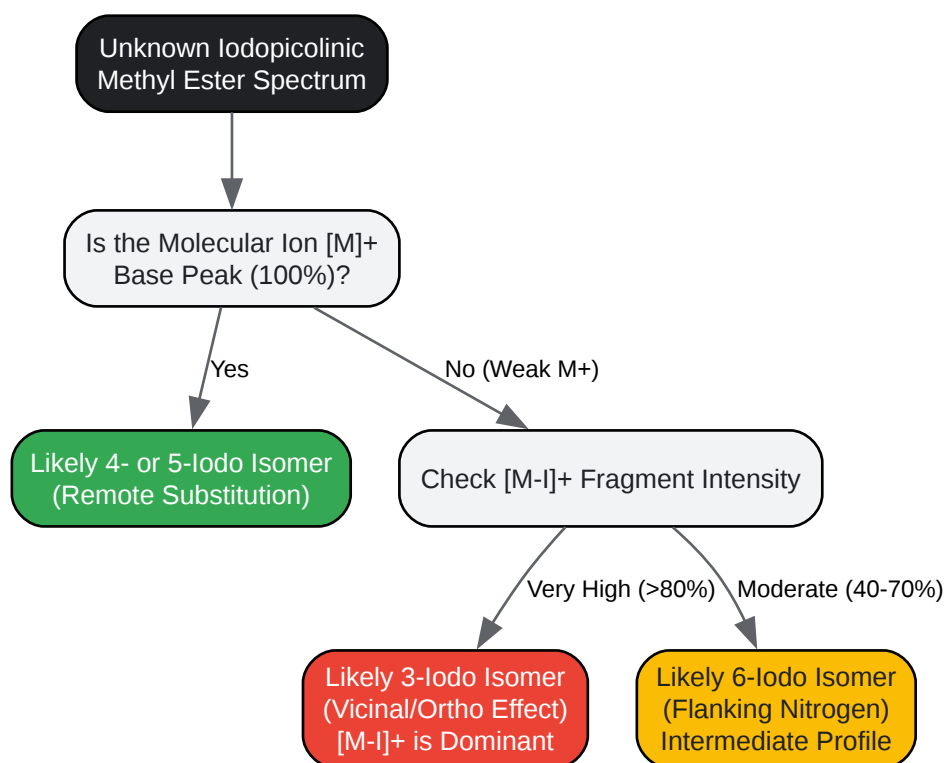 Unknown Iodopicolinic
Methyl Ester Spectrum
Is the Molecular Ion [M]+
Base Peak (100%)?
Yes
No (Weak M+)
Likely 4- or 5-Iodo Isomer
(Remote Substitution)
Check [M-I]+ Fragment Intensity
Very High (>80%)
Moderate (40-70%)
Likely 3-Iodo Isomer
(Vicinal/Ortho Effect)
[M-I]+ is Dominant
Likely 6-Iodo Isomer
(Flanking Nitrogen)
Intermediate Profile